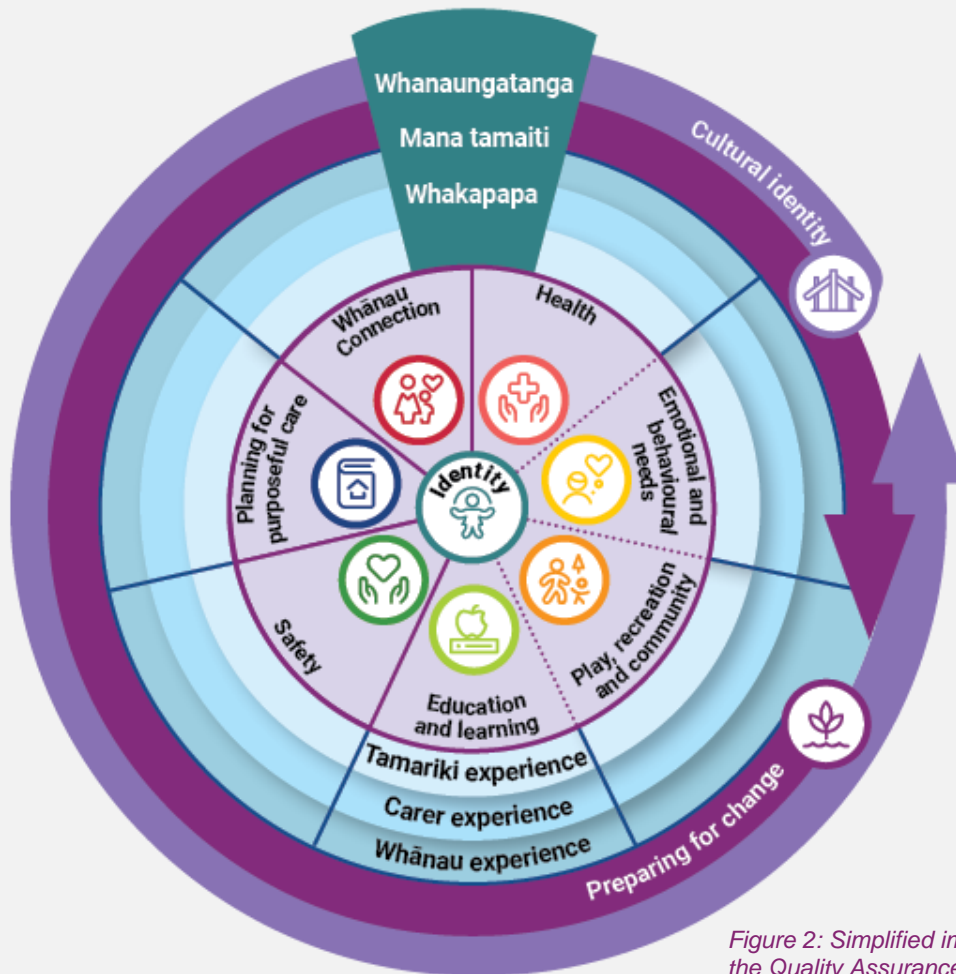 Whanaungatanga
Mana tamaiti
Whakapapa
Cultural identity
Whānau
Connection
Health
Planning for
purposeful care
Identity
Emotional and
behavioural
needs
Safety
Education
and learning
Play, recreation
and community
Tamariki experience
Carer experience
Whānau experience
Preparing for change
Figure 2: Simplified in
the Quality Assurance